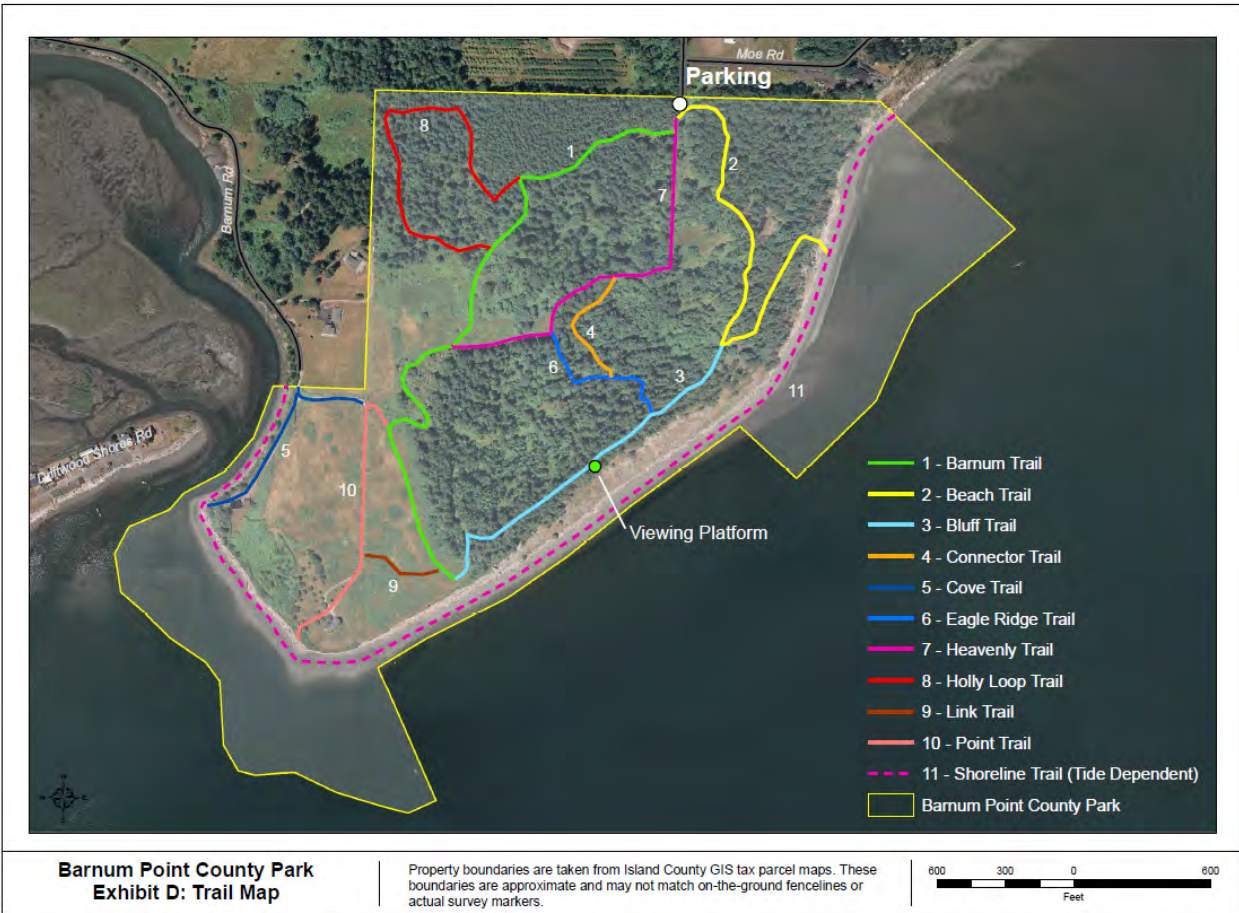 Moe Rd
Parking
8
1
2
7
Barnum Rd
4
6
3
11
5
10
Driftwood Shores Rd
9
Viewing Platform
1 - Barnum Trail
2 - Beach Trail
3 - Bluff Trail
4 - Connector Trail
5 - Cove Trail
6 - Eagle Ridge Trail
7 - Heavenly Trail
8 - Holly Loop Trail
9 - Link Trail
10 - Point Trail
11 - Shoreline Trail (Tide Dependent)
Barnum Point County Park
Barnum Point County Park
Exhibit D: Trail Map
Property boundaries are taken from Island County GIS tax parcel maps. These
boundaries are approximate and may not match on-the-ground fencelines or
actual survey markers.
600 300 0 600
Feet